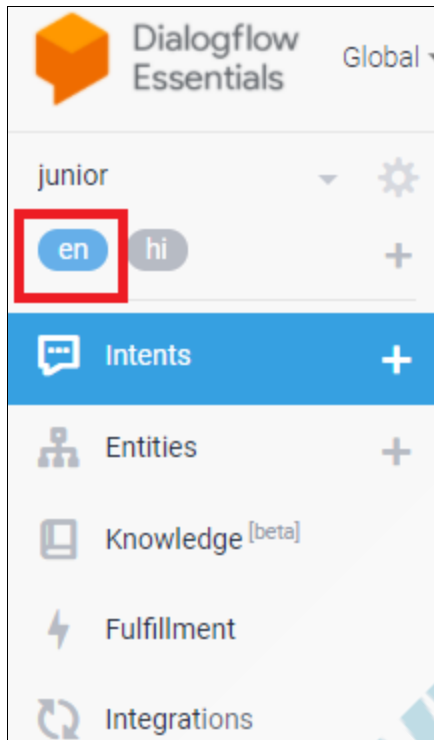 Dialogflow Global
Essentials
junior
en hi
Intents
Entities
Knowledge [beta]
Fulfillment
Integrations